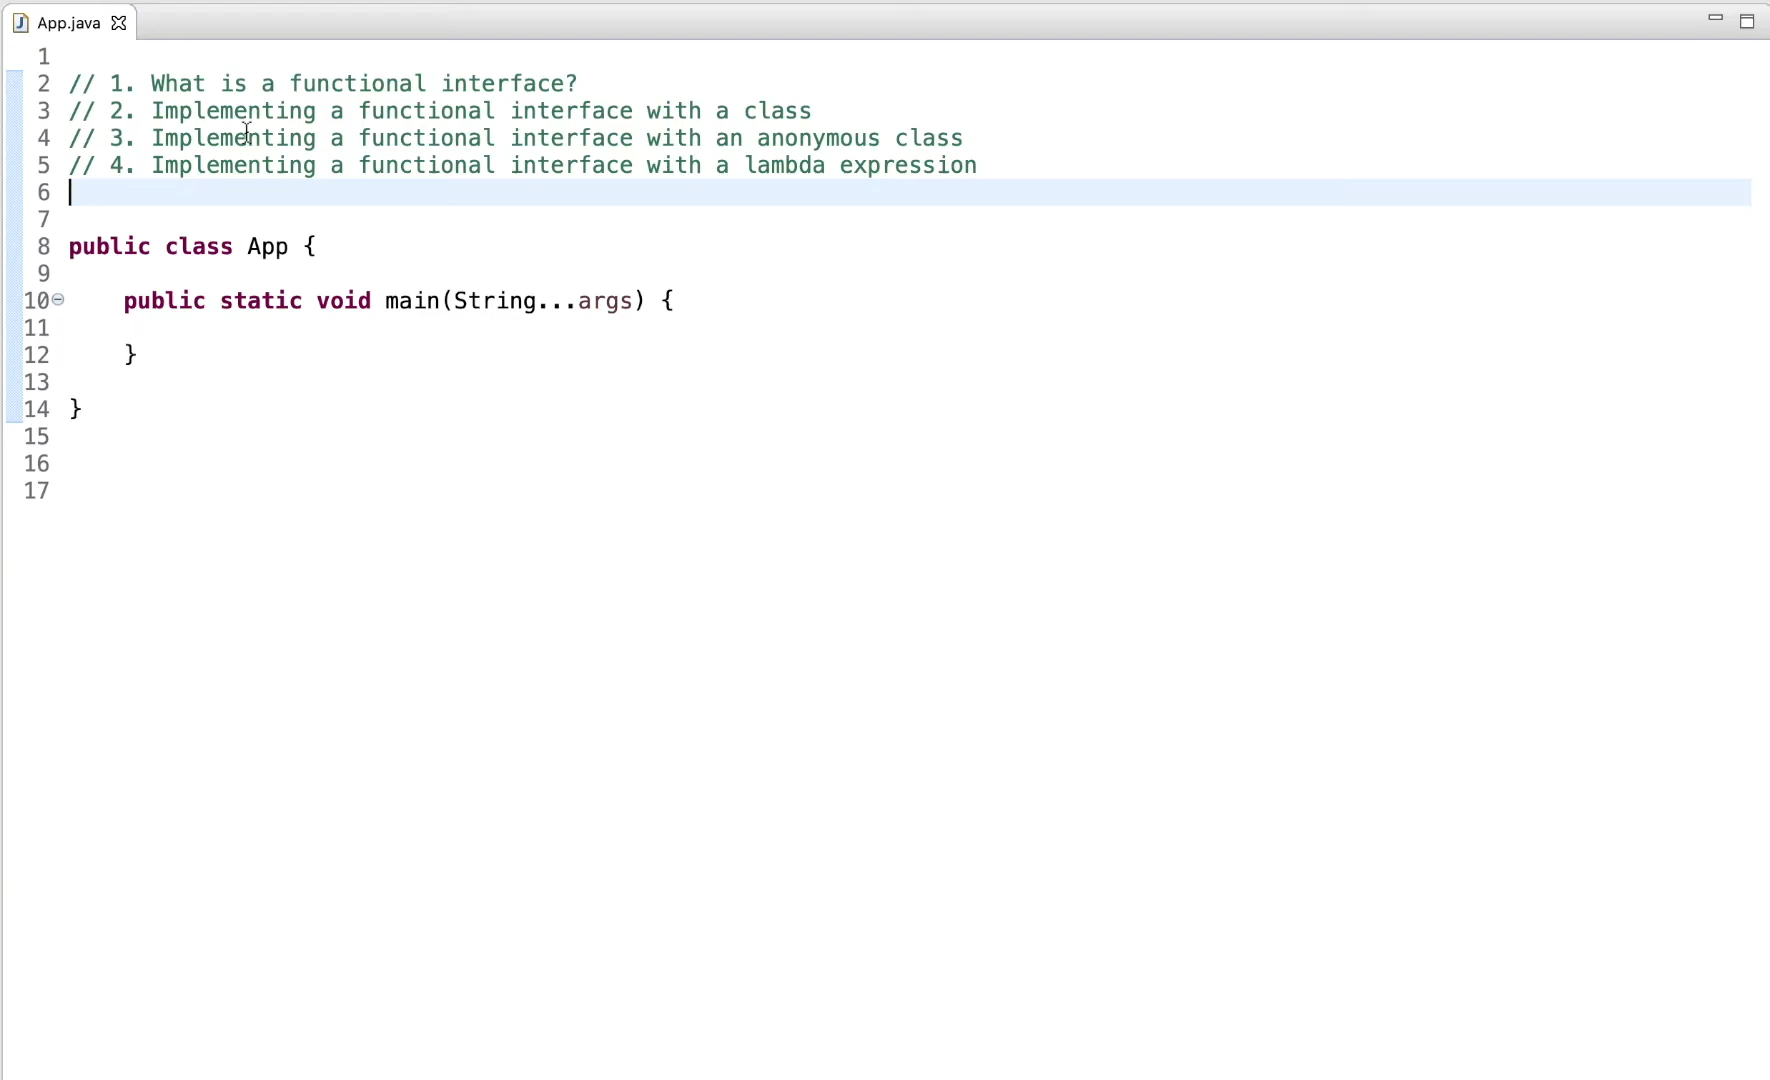 App.java
1
2 // 1. What is a functional interface?
3 // 2. Implementing a functional interface with a class
4 // 3. Implementing a functional interface with an anonymous class
5 // 4. Implementing a functional interface with a lambda expression
6
7
8 public class App {
9
10 public static void main(String...args) {
11
12 }
13
14 }
15
16
17